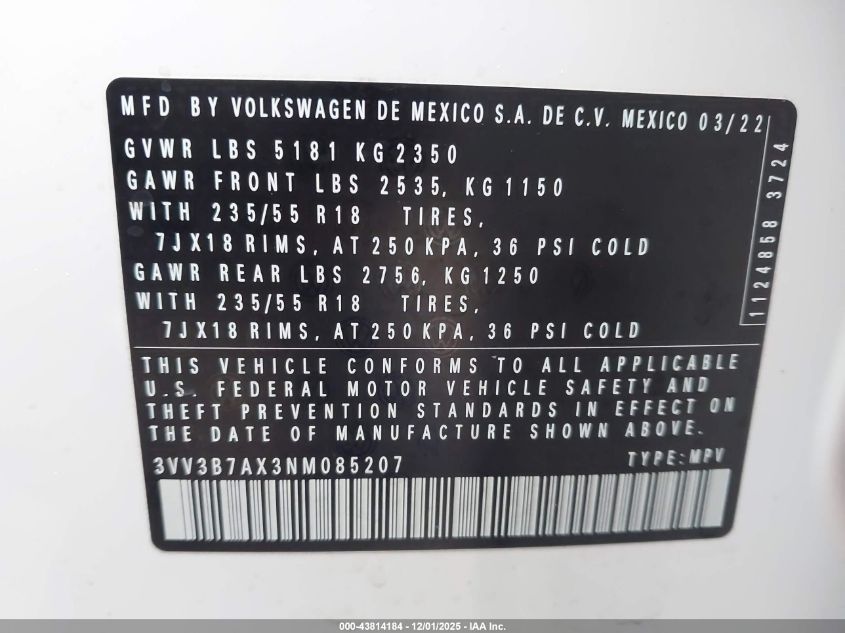 MFD BY VOLKSWAGEN DE MEXICO S.A. DE C.V. MEXICO 03/22
GVWR LBS 5181 KG 2350
GAWR FRONT LBS 2535, KG 1150
WITH 235/55 R18 TIRES,
7JX18 RIMS, AT 250 KPA, 36 PSI COLD
GAWR REAR LBS 2756, KG 1250
WITH 235/55 R18 TIRES,
7JX18 RIMS, AT 250 KPA, 36 PSI COLD
1124858 3724
THIS VEHICLE CONFORMS TO ALL APPLICABLE
U.S. FEDERAL MOTOR VEHICLE SAFETY AND
THEFT PREVENTION STANDARDS IN EFFECT ON
THE DATE OF MANUFACTURE SHOWN ABOVE.
3VV3B7AX3NM085207 TYPE: MPV
000-43814184 - 12/01/2025 - IAA Inc.